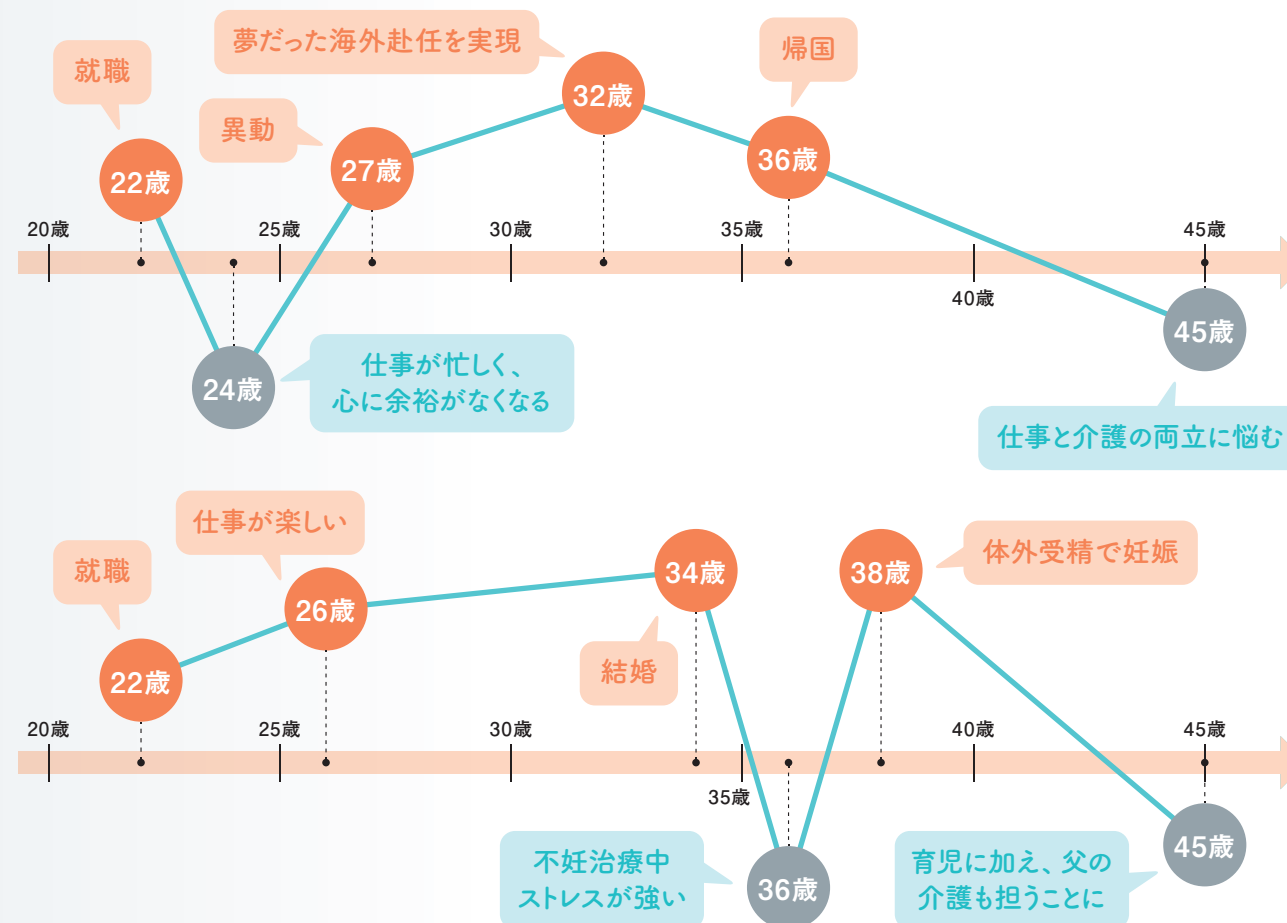 夢だった海外赴任を実現
帰国
就職
異動
22歳
27歳
32歳
36歳
20歳
25歳
30歳
35歳
40歳
45歳
24歳
仕事が忙しく、
心に余裕がなくなる
45歳
仕事と介護の両立に悩む
就職
仕事が楽しい
22歳
26歳
34歳
結婚
38歳
体外受精で妊娠
20歳
25歳
30歳
35歳
40歳
45歳
不妊治療中
ストレスが強い
36歳
育児に加え、父の
介護も担うことに
45歳